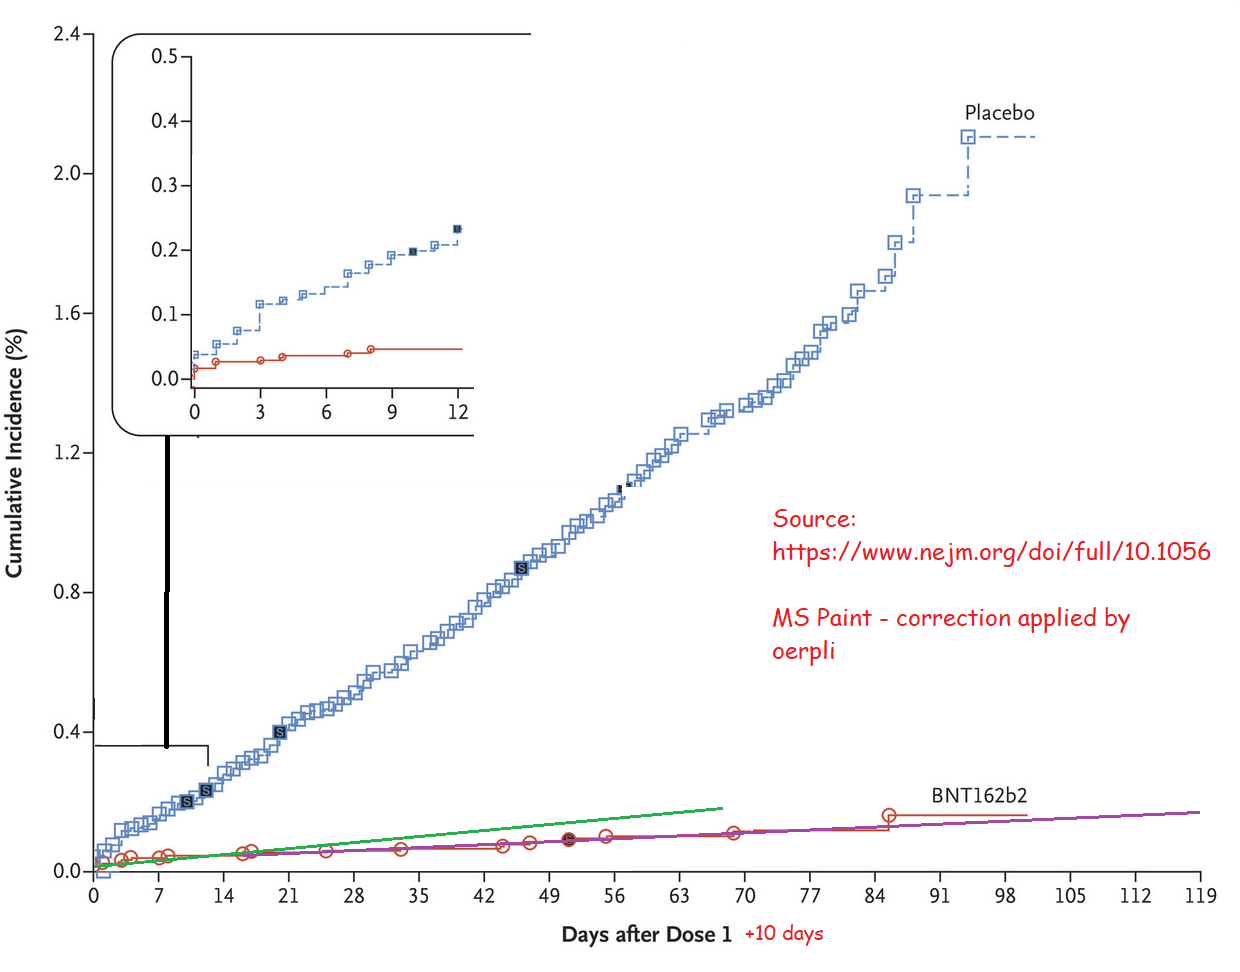 2.4
2.0
1.6
1.2
0.8
0.4
0.0
Cumulative Incidence (%)
0.5
0.4
0.3
0.2
0.1
0.0
0 3 6 9 12
Placebo
Source:
https://www.nejm.org/doi/full/10.1056
MS Paint - correction applied by
oerpli
S
S
S
S
S
BNT162b2
0 7 14 21 28 35 42 49 56 63 70 77 84 91 98 105 112 119
Days after Dose 1 +10 days